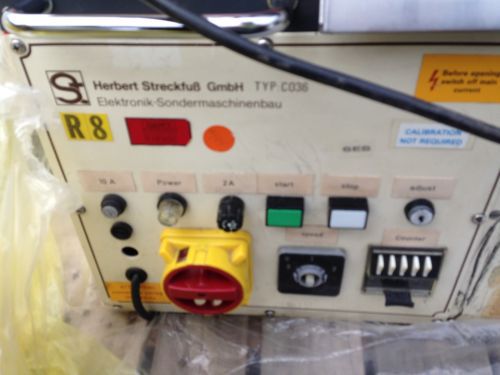 Herbert Streckfuß GmbH TYP C036
Elektronik-Sondermaschinenbau
Before opening
switch off main
current
R8
CALIBRATION
NOT REQUIRED
10 A
Power
2A
start
stop
adjust
speed
Counter